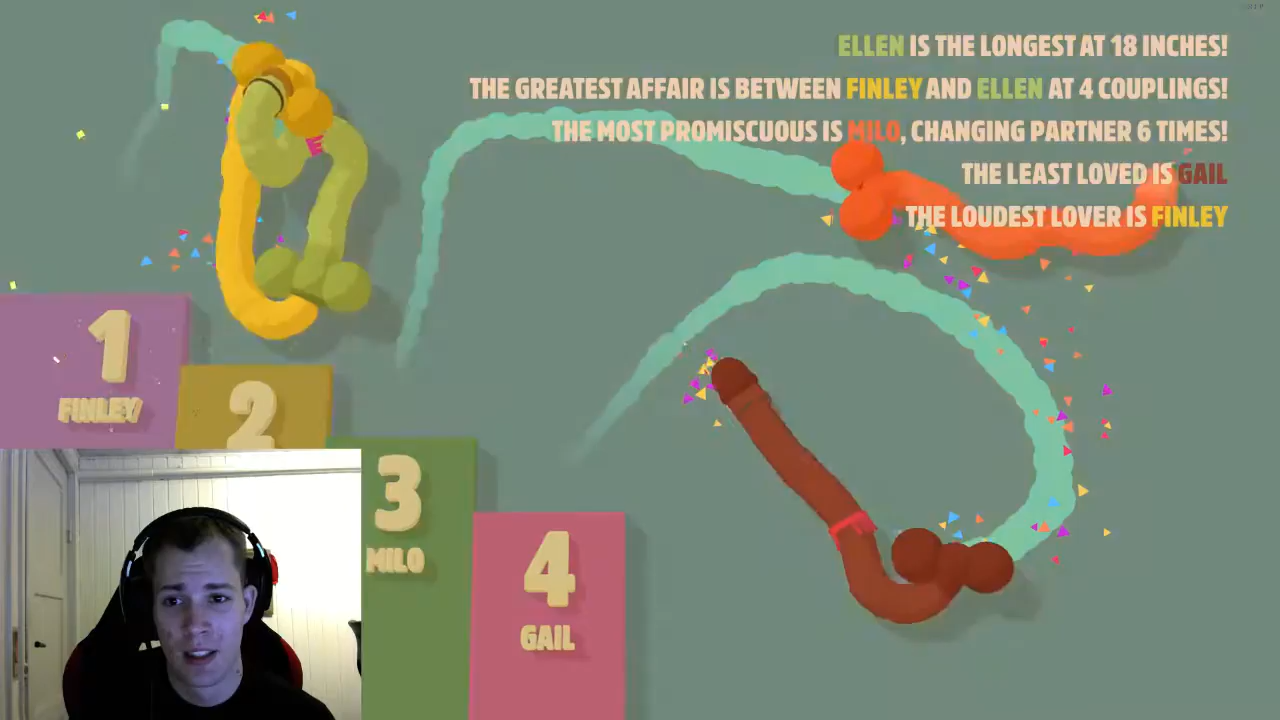 ELLEN IS THE LONGEST AT 18 INCHES!
THE GREATEST AFFAIR IS BETWEEN FINLEY AND ELLEN AT 4 COUPLINGS!
THE MOST PROMISCUOUS IS MILO, CHANGING PARTNER 6 TIMES!
THE LEAST LOVED IS GAIL
THE LOUDEST LOVER IS FINLEY
1
FINLEY
2
3
MILO
4
GAIL